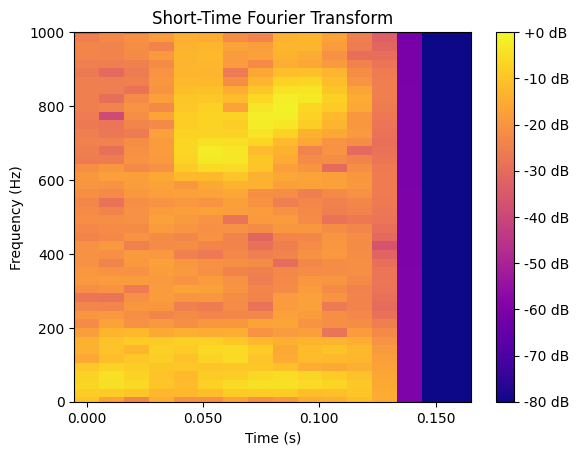 Short-Time Fourier Transform
1000
800
600
400
200
0
Frequency (Hz)
0.000
0.050
0.100
0.150
Time (s)
+0 dB
-10 dB
-20 dB
-30 dB
-40 dB
-50 dB
-60 dB
-70 dB
-80 dB